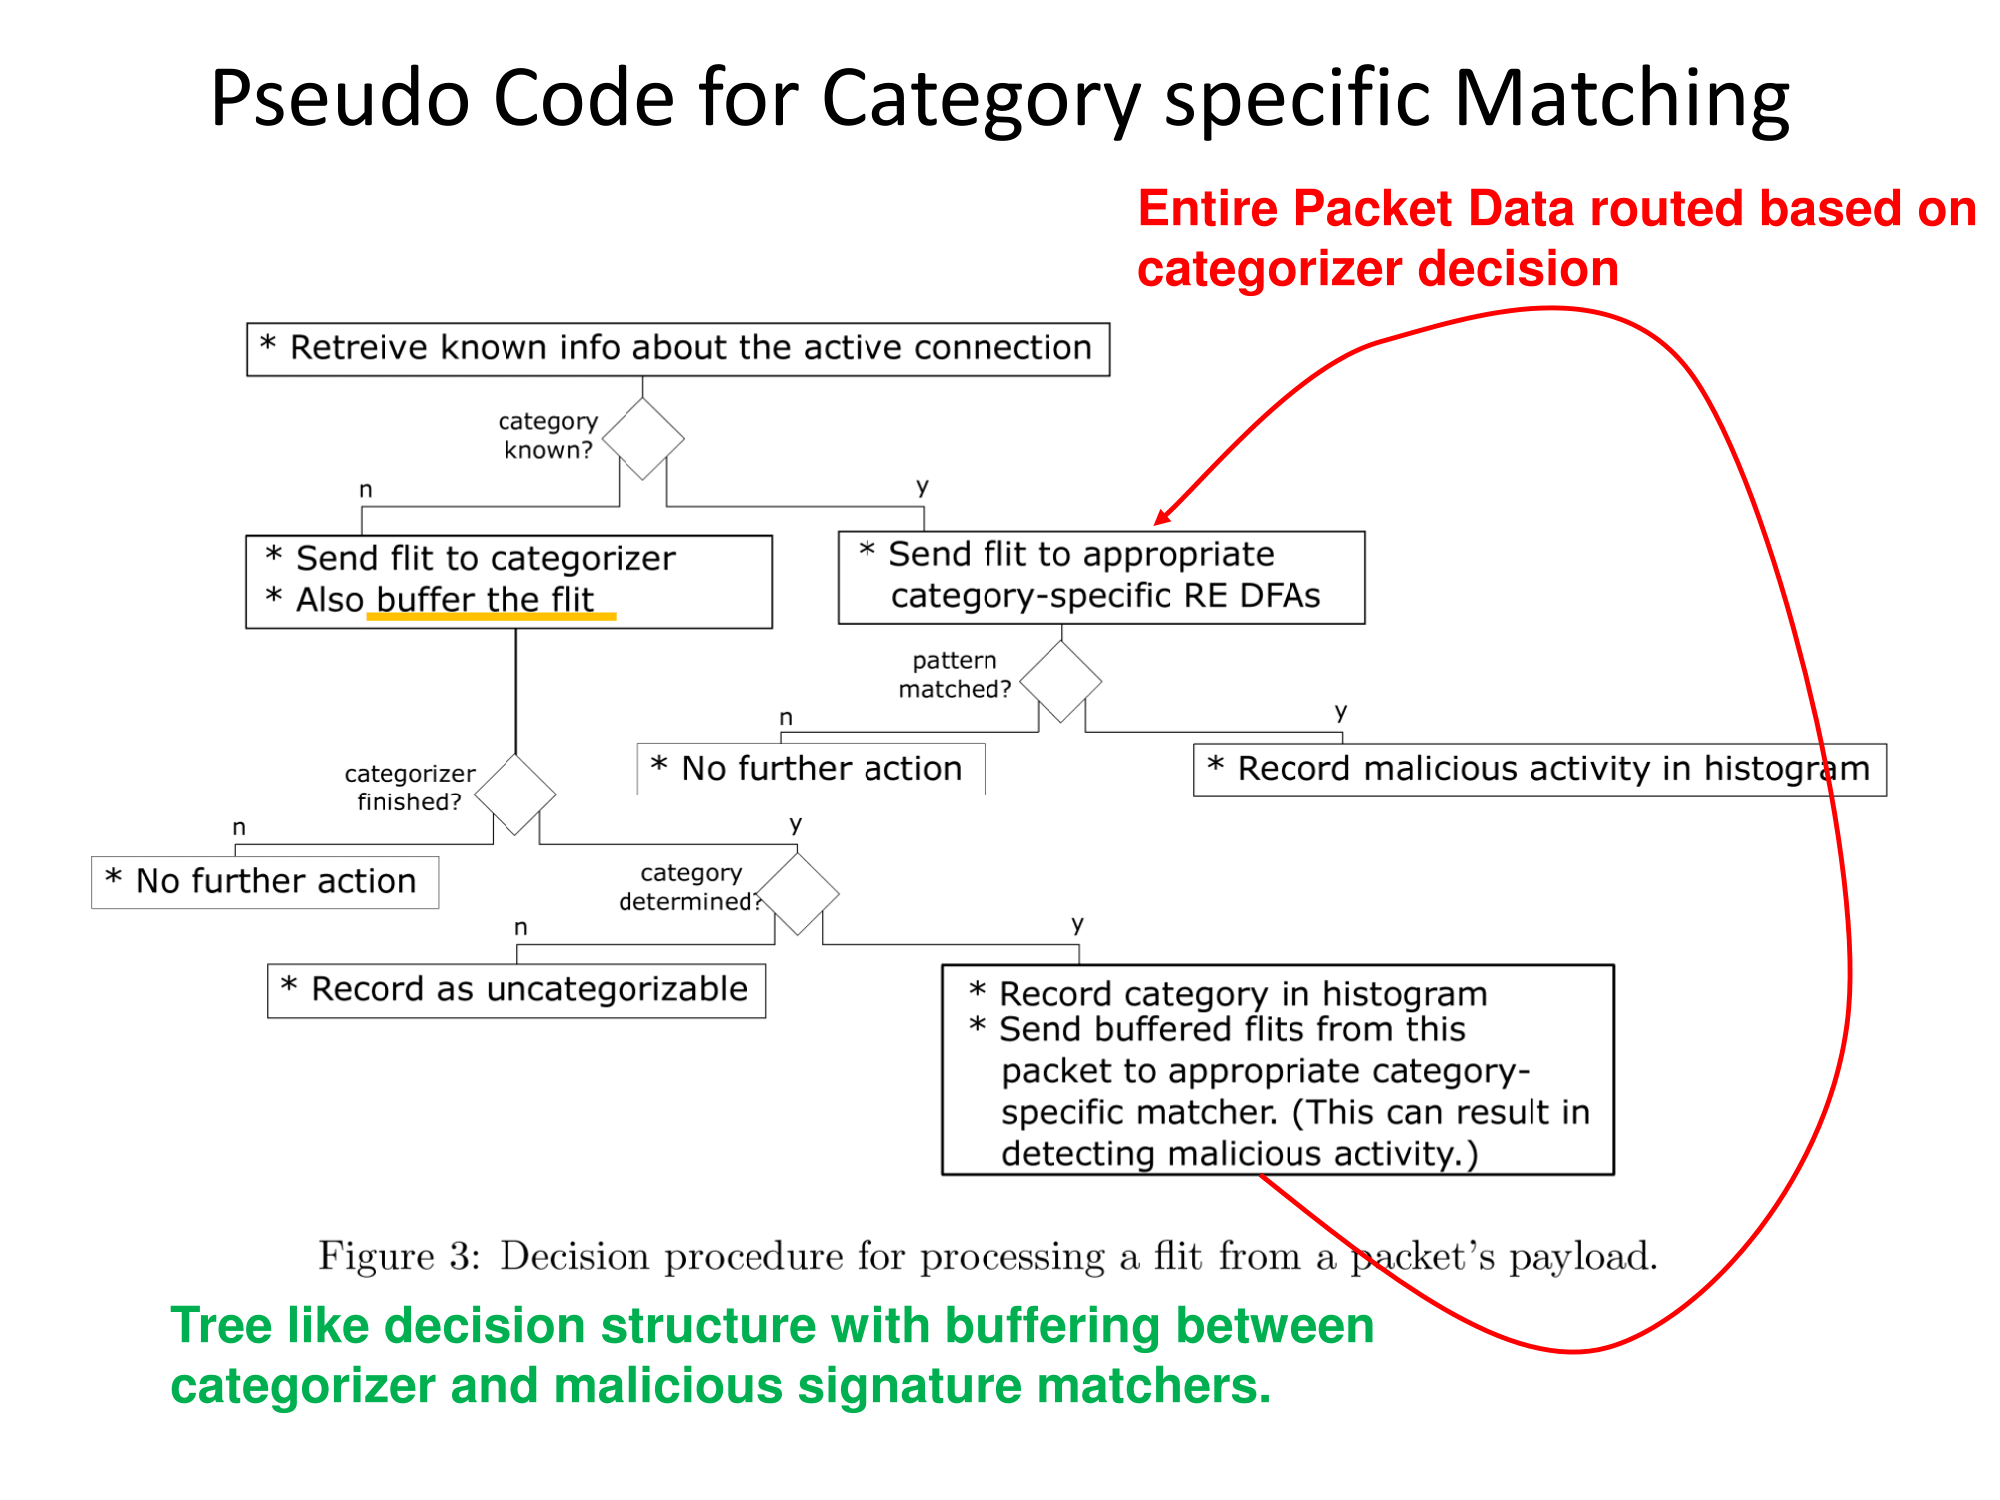 Pseudo Code for Category specific Matching
Entire Packet Data routed based on
categorizer decision
* Retreive known info about the active connection
category
known?
n
y
* Send flit to categorizer
* Also buffer the flit
* Send flit to appropriate
category-specific RE DFAs
pattern
matched?
n
y
* No further action
* Record malicious activity in histogram
categorizer
finished?
n
y
* No further action
category
determined?
n
y
* Record as uncategorizable
* Record category in histogram
* Send buffered flits from this
packet to appropriate category-
specific matcher. (This can result in
detecting malicious activity.)
Figure 3: Decision procedure for processing a flit from a packet's payload.
Tree like decision structure with buffering between
categorizer and malicious signature matchers.